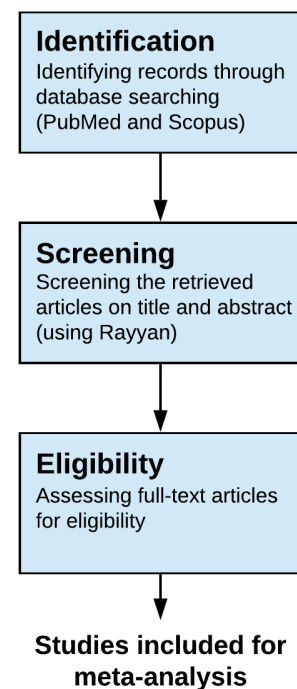 Identification
Identifying records through
database searching
(PubMed and Scopus)
Screening
Screening the retrieved
articles on title and abstract
(using Rayyan)
Eligibility
Assessing full-text articles
for eligibility
Studies included for
meta-analysis